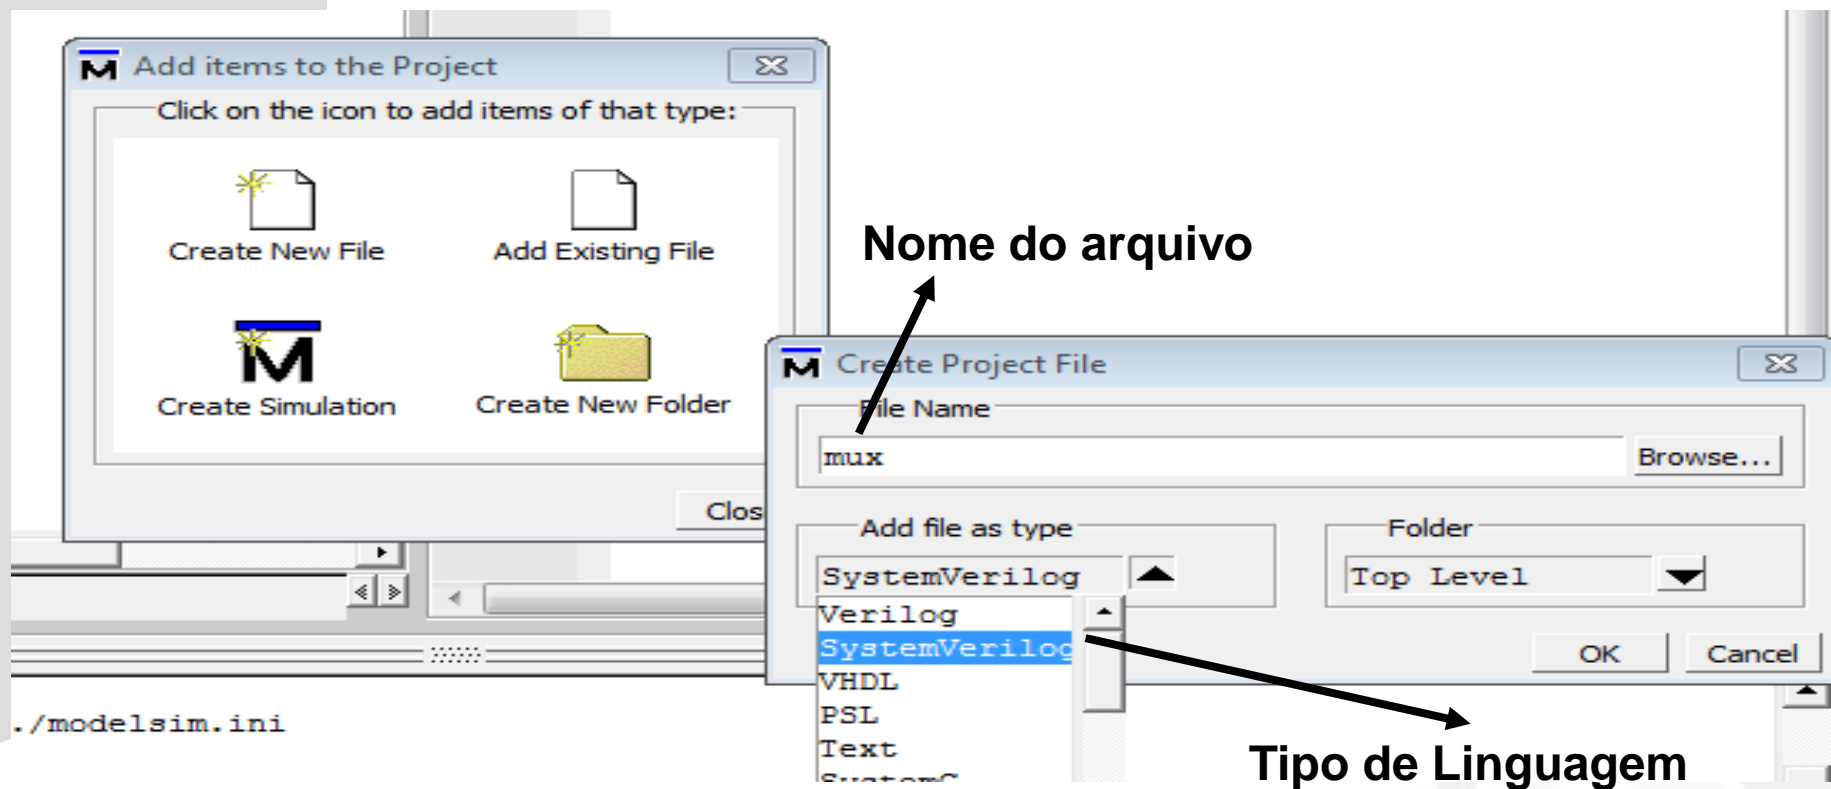 Add items to the Project
Click on the icon to add items of that type:
Create New File
Add Existing File
Create Simulation
Create New Folder
Clos
Nome do arquivo
Create Project File
File Name
mux
Browse...
Add file as type
Folder
SystemVerilog
Top Level
Verilog
SystemVerilog
VHDL
PSL
Text
SystemC
OK
Cancel
./modelsim.ini
Tipo de Linguagem